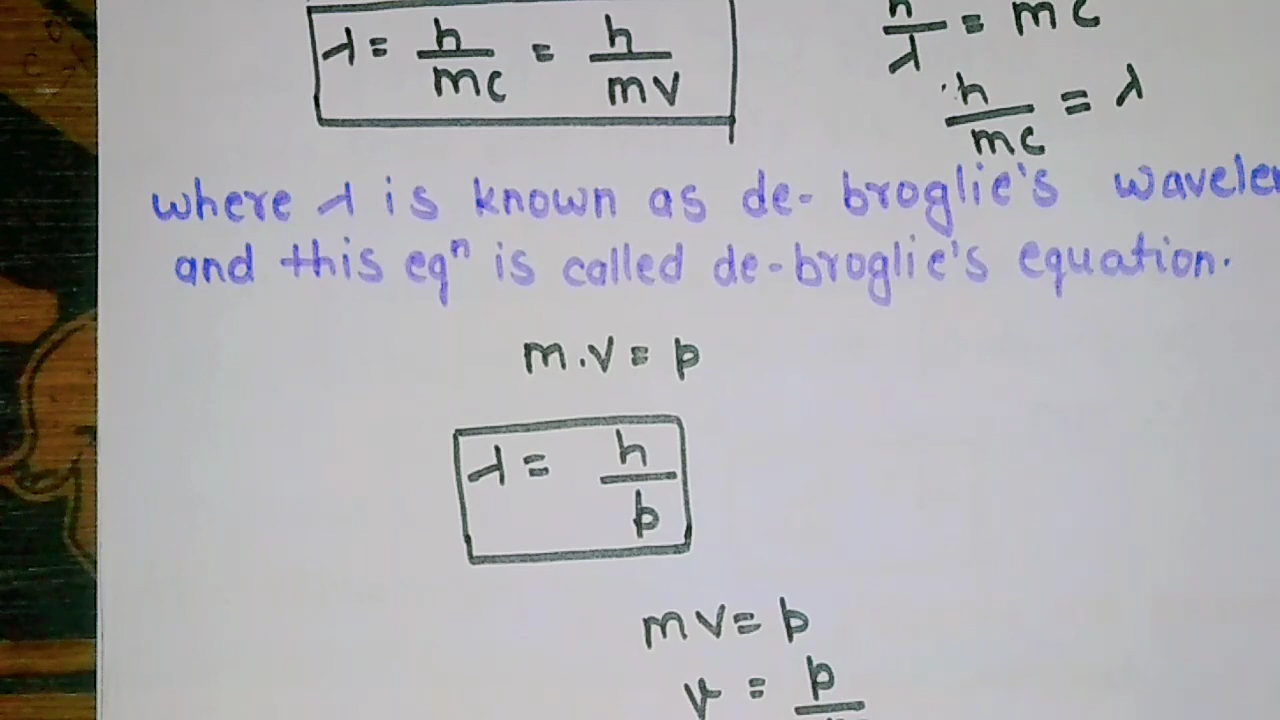 λ = h/mc = h/mv
h/λ = mc
h/mc = λ
where λ is known as de-broglie's
and this eqⁿ is called de-broglie's equation.
m.v = p
λ = h/p
mv = p
v = p